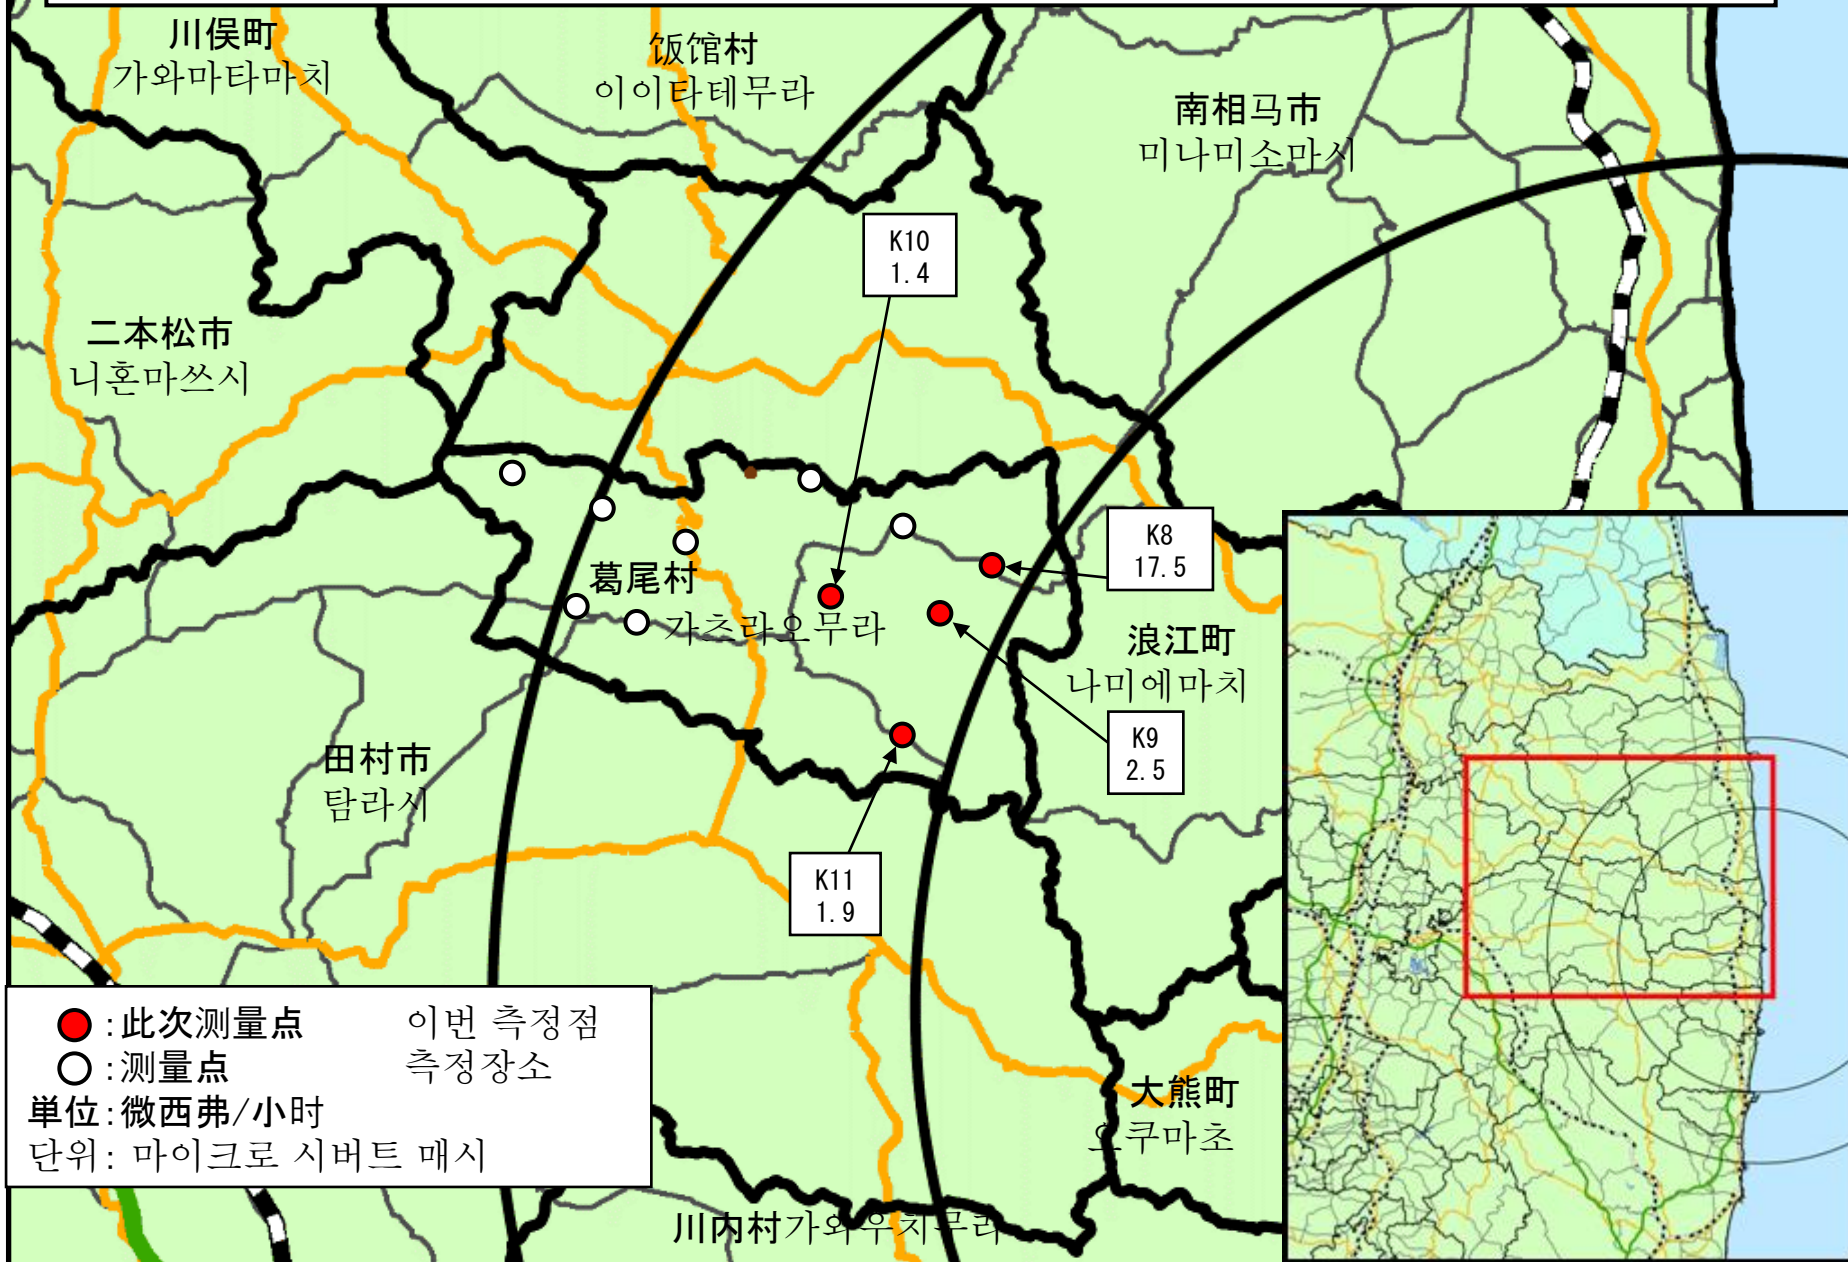 川俣町
가와마타마치
饭馆村
이이타테무라
南相马市
미나미소마시
K10
1.4
二本松市
니혼마쓰시
K8
17.5
葛尾村
가츠라오무라
浪江町
나미에마치
K9
2.5
田村市
탐라시
K11
1.9
●:此次测量点 이번 측정점
○:测量点 측정장소
单位:微西弗/小时
단위: 마이크로 시버트 매시
大熊町
오쿠마초
川内村가와우치무라